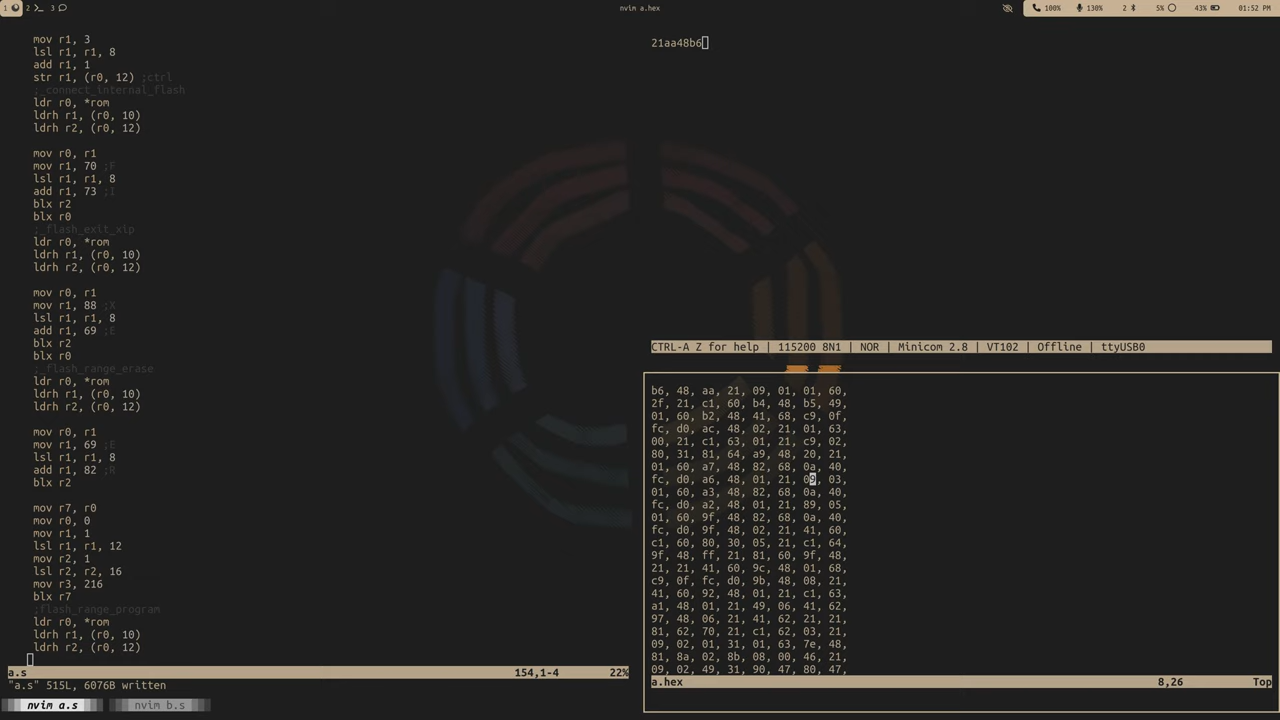 1 2 3 nvim a.hex 100% 130% 2 5% 43% 01:52 PM
mov r1, 3
lsl r1, r1, 8
add r1, 1
str r1, (r0, 12) ;ctrl
;_connect_internal_flash
ldr r0, *rom
ldrh r1, (r0, 10)
ldrh r2, (r0, 12)
mov r0, r1
mov r1, 70 ;F
lsl r1, r1, 8
add r1, 73 ;I
blx r2
blx r0
;_flash_exit_xip
ldr r0, *rom
ldrh r1, (r0, 10)
ldrh r2, (r0, 12)
mov r0, r1
mov r1, 88 ;X
lsl r1, r1, 8
add r1, 69 ;E
blx r2
blx r0
;_flash_range_erase
ldr r0, *rom
ldrh r1, (r0, 10)
ldrh r2, (r0, 12)
mov r0, r1
mov r1, 69 ;E
lsl r1, r1, 8
add r1, 82 ;R
blx r2
mov r7, r0
mov r0, 0
mov r1, 1
lsl r1, r1, 12
mov r2, 1
lsl r2, r2, 16
mov r3, 216
blx r7
;flash_range_program
ldr r0, *rom
ldrh r1, (r0, 10)
ldrh r2, (r0, 12)
a.s 154,1-4 22%
"a.s" 515L, 6076B written
nvim a.s nvim b.s
21aa48b6
CTRL-A Z for help | 115200 8N1 | NOR | Minicom 2.8 | VT102 | Offline | ttyUSB0
b6, 48, aa, 21, 09, 01, 01, 60,
2f, 21, c1, 60, b4, 48, b5, 49,
01, 60, b2, 48, 41, 68, c9, 0f,
fc, d0, ac, 48, 02, 21, 01, 63,
00, 21, c1, 63, 01, 21, c9, 02,
80, 31, 81, 64, a9, 48, 20, 21,
01, 60, a7, 48, 82, 68, 0a, 40,
fc, d0, a6, 48, 01, 21, 09, 03,
01, 60, a3, 48, 82, 68, 0a, 40,
fc, d0, a2, 48, 01, 21, 89, 05,
01, 60, 9f, 48, 82, 68, 0a, 40,
fc, d0, 9f, 48, 02, 21, 41, 60,
c1, 60, 80, 30, 05, 21, c1, 64,
9f, 48, ff, 21, 81, 60, 9f, 48,
21, 21, 41, 60, 9c, 48, 01, 68,
c9, 0f, fc, d0, 9b, 48, 08, 21,
41, 60, 92, 48, 01, 21, c1, 63,
a1, 48, 01, 21, 49, 06, 41, 62,
97, 48, 06, 21, 41, 62, 21, 21,
81, 62, 70, 21, c1, 62, 03, 21,
09, 02, 01, 31, 01, 63, 7e, 48,
81, 8a, 02, 8b, 08, 00, 46, 21,
09, 02, 49, 31, 90, 47, 80, 47,
a.hex 8,26 Top